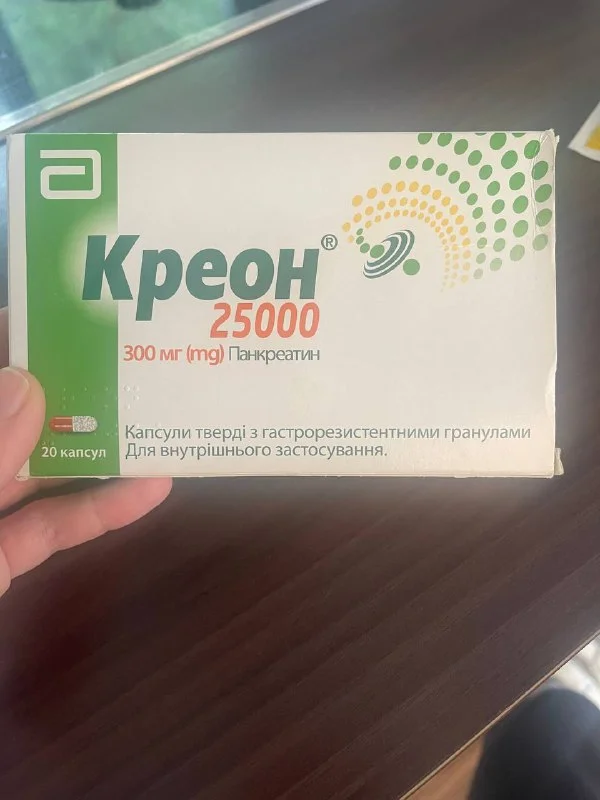 Креон®
25000
300 мг (mg) Панкреатин
Капсули тверді з гастрорезистентними гранулами
Для внутрішнього застосування.
20 капсул